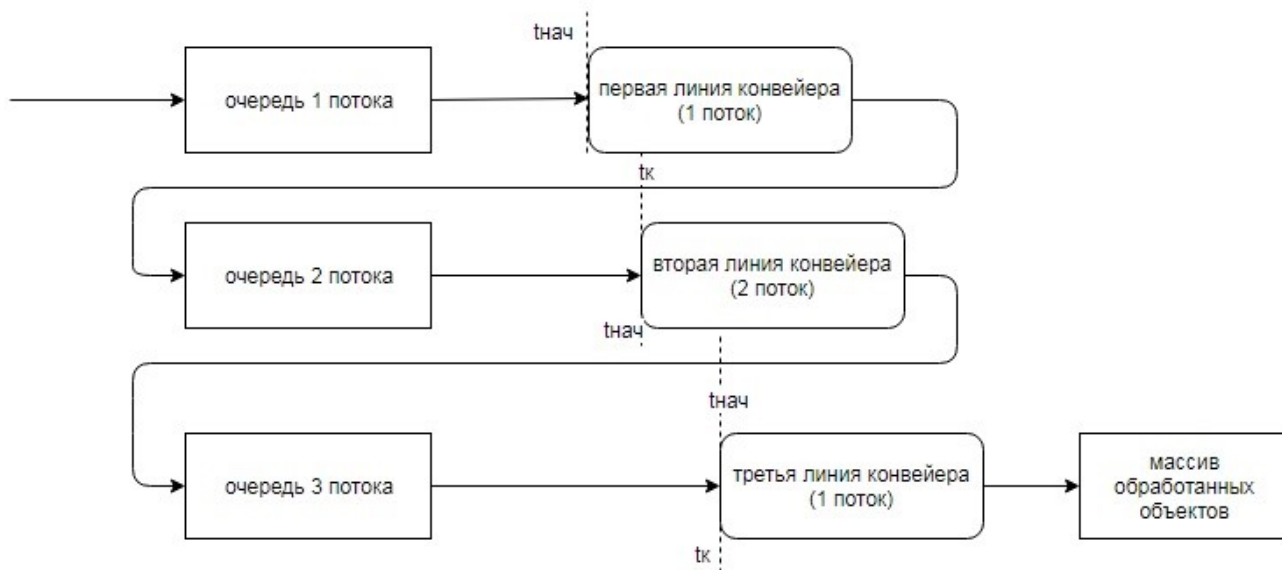 tнач
очередь 1 потока
первая линия конвейера
(1 поток)
tк
очередь 2 потока
вторая линия конвейера
(2 поток)
tнач
tнач
очередь 3 потока
третья линия конвейера
(1 поток)
массив
обработанных
объектов
tк